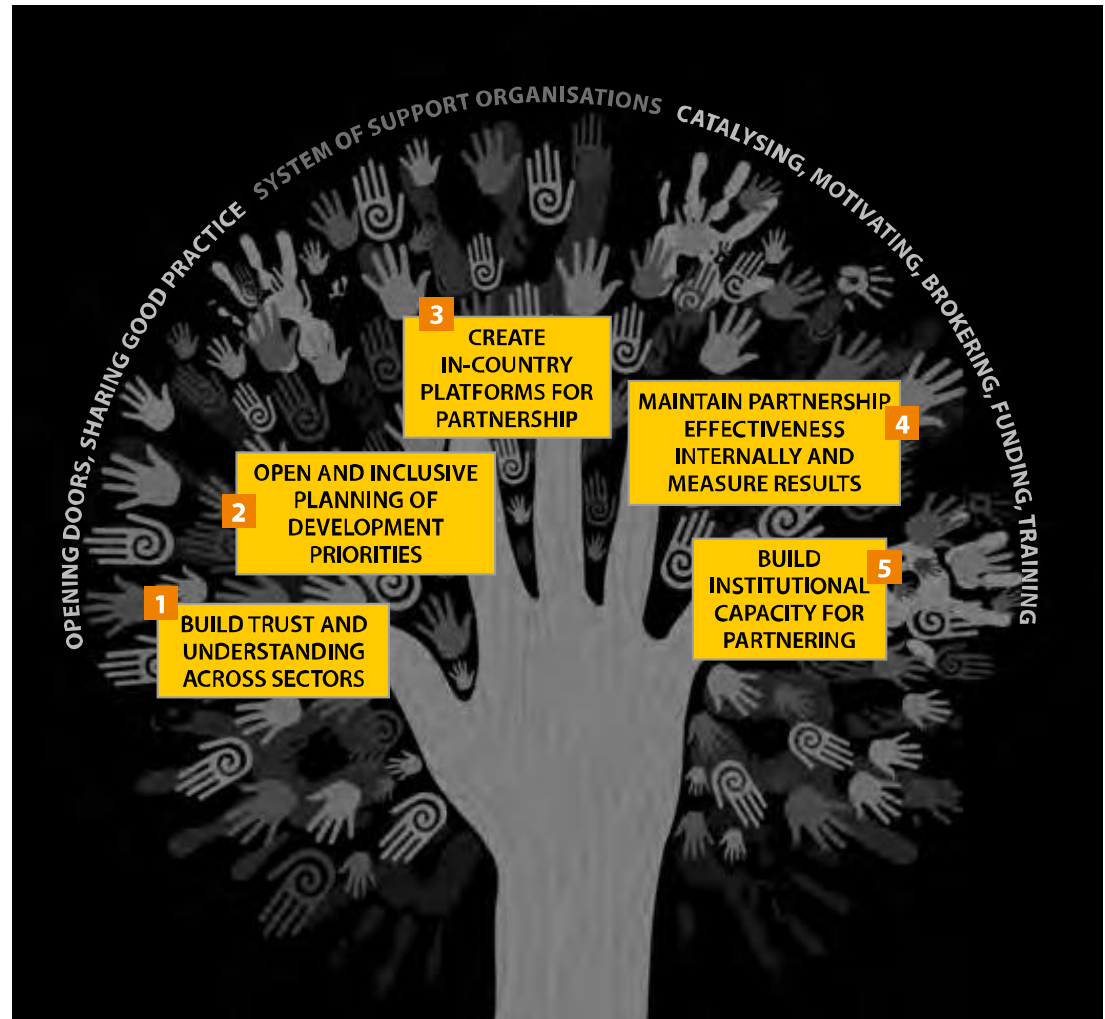 OPENING DOORS, SHARING GOOD PRACTICE SYSTEM OF SUPPORT ORGANISATIONS CATALYSING, MOTIVATING, BROKERING, FUNDING, TRAINING
1
BUILD TRUST AND
UNDERSTANDING
ACROSS SECTORS
2
OPEN AND INCLUSIVE
PLANNING OF
DEVELOPMENT
PRIORITIES
3
CREATE
IN-COUNTRY
PLATFORMS FOR
PARTNERSHIP
4
MAINTAIN PARTNERSHIP
EFFECTIVENESS
INTERNALLY AND
MEASURE RESULTS
5
BUILD
INSTITUTIONAL
CAPACITY FOR
PARTNERING